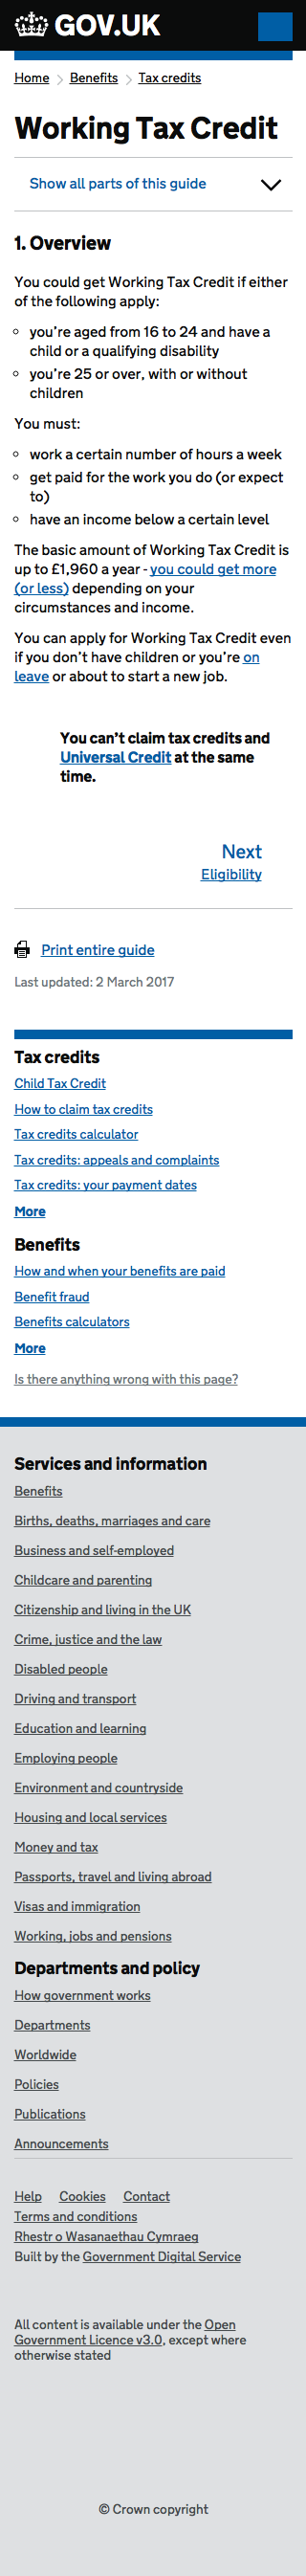 GOV.UK
Home > Benefits > Tax credits
Working Tax Credit
Show all parts of this guide
1. Overview
You could get Working Tax Credit if either
of the following apply:
you're aged from 16 to 24 and have a
child or a qualifying disability
you're 25 or over, with or without
children
You must:
work a certain number of hours a week
get paid for the work you do (or expect
to)
have an income below a certain level
The basic amount of Working Tax Credit is
up to £1,960 a year - you could get more
(or less) depending on your
circumstances and income.
You can apply for Working Tax Credit even
if you don't have children or you're on
leave or about to start a new job.
You can't claim tax credits and
Universal Credit at the same
time.
Next
Eligibility
Print entire guide
Last updated: 2 March 2017
Tax credits
Child Tax Credit
How to claim tax credits
Tax credits calculator
Tax credits: appeals and complaints
Tax credits: your payment dates
More
Benefits
How and when your benefits are paid
Benefit fraud
Benefits calculators
More
Is there anything wrong with this page?
Services and information
Benefits
Births, deaths, marriages and care
Business and self-employed
Childcare and parenting
Citizenship and living in the UK
Crime, justice and the law
Disabled people
Driving and transport
Education and learning
Employing people
Environment and countryside
Housing and local services
Money and tax
Passports, travel and living abroad
Visas and immigration
Working, jobs and pensions
Departments and policy
How government works
Departments
Worldwide
Policies
Publications
Announcements
Help Cookies Contact
Terms and conditions
Rhestr o Wasanaethau Cymraeg
Built by the Government Digital Service
All content is available under the Open
Government Licence v3.0, except where
otherwise stated
© Crown copyright